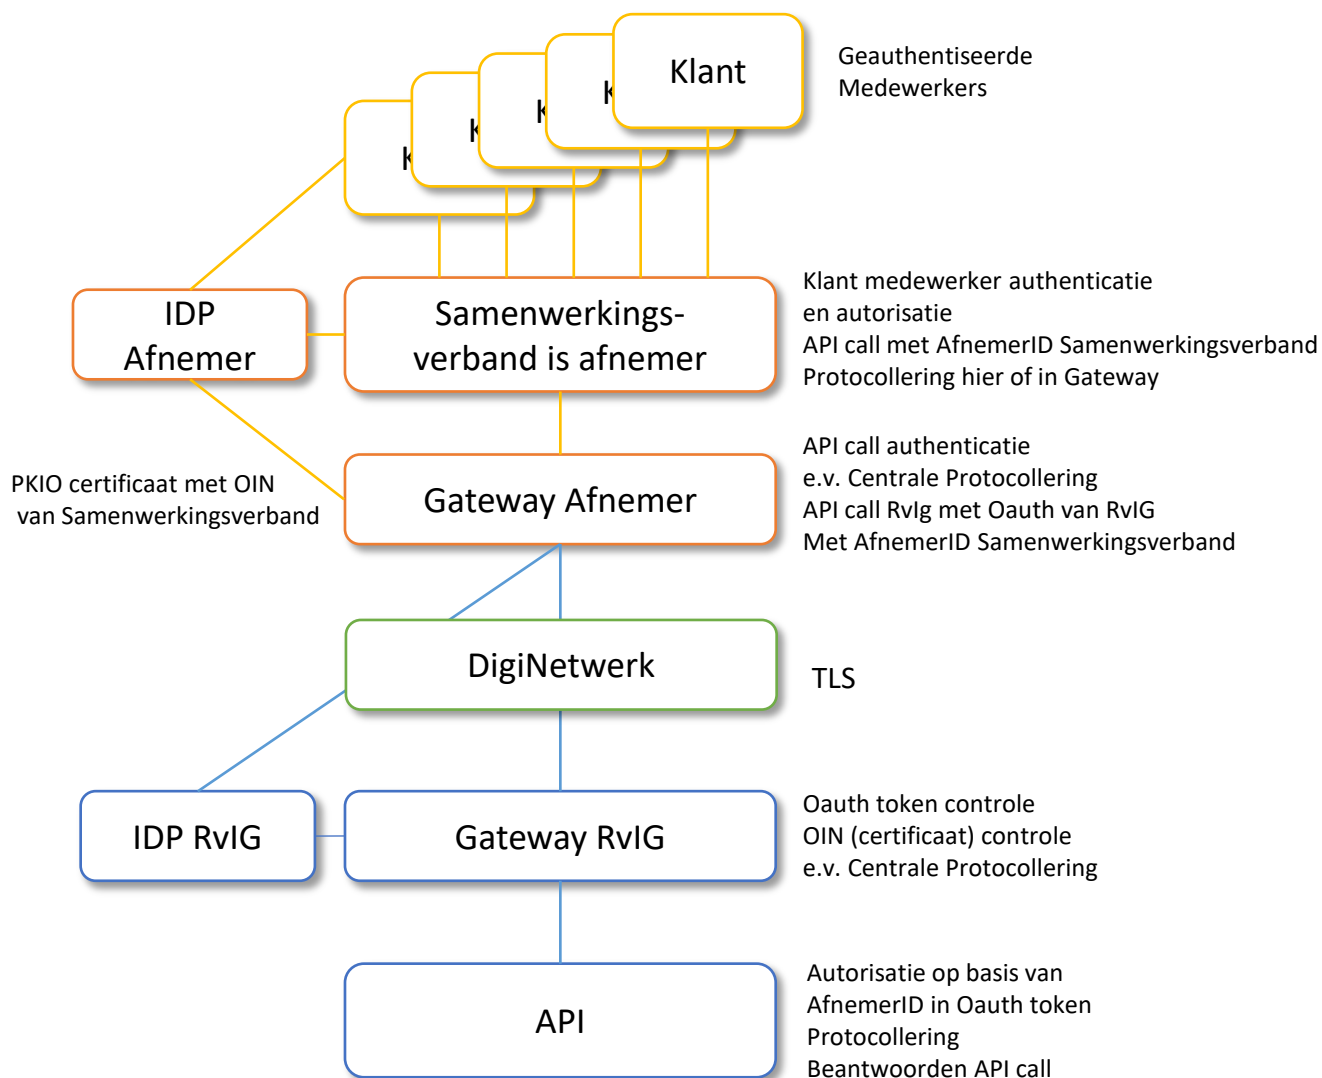 Klant
Geauthentiseerde
Medewerkers
K
K
K
K
IDP
Afnemer
Samenwerkings-
verband is afnemer
Klant medewerker authenticatie
en autorisatie
API call met AfnemerID Samenwerkingsverband
Protocollering hier of in Gateway
PKIO certificaat met OIN
van Samenwerkingsverband
Gateway Afnemer
API call authenticatie
e.v. Centrale Protocollering
API call RvIg met Oauth van RvIG
Met AfnemerID Samenwerkingsverband
DigiNetwerk
TLS
IDP RvIG
Gateway RvIG
Oauth token controle
OIN (certificaat) controle
e.v. Centrale Protocollering
API
Autorisatie op basis van
AfnemerID in Oauth token
Protocollering
Beantwoorden API call